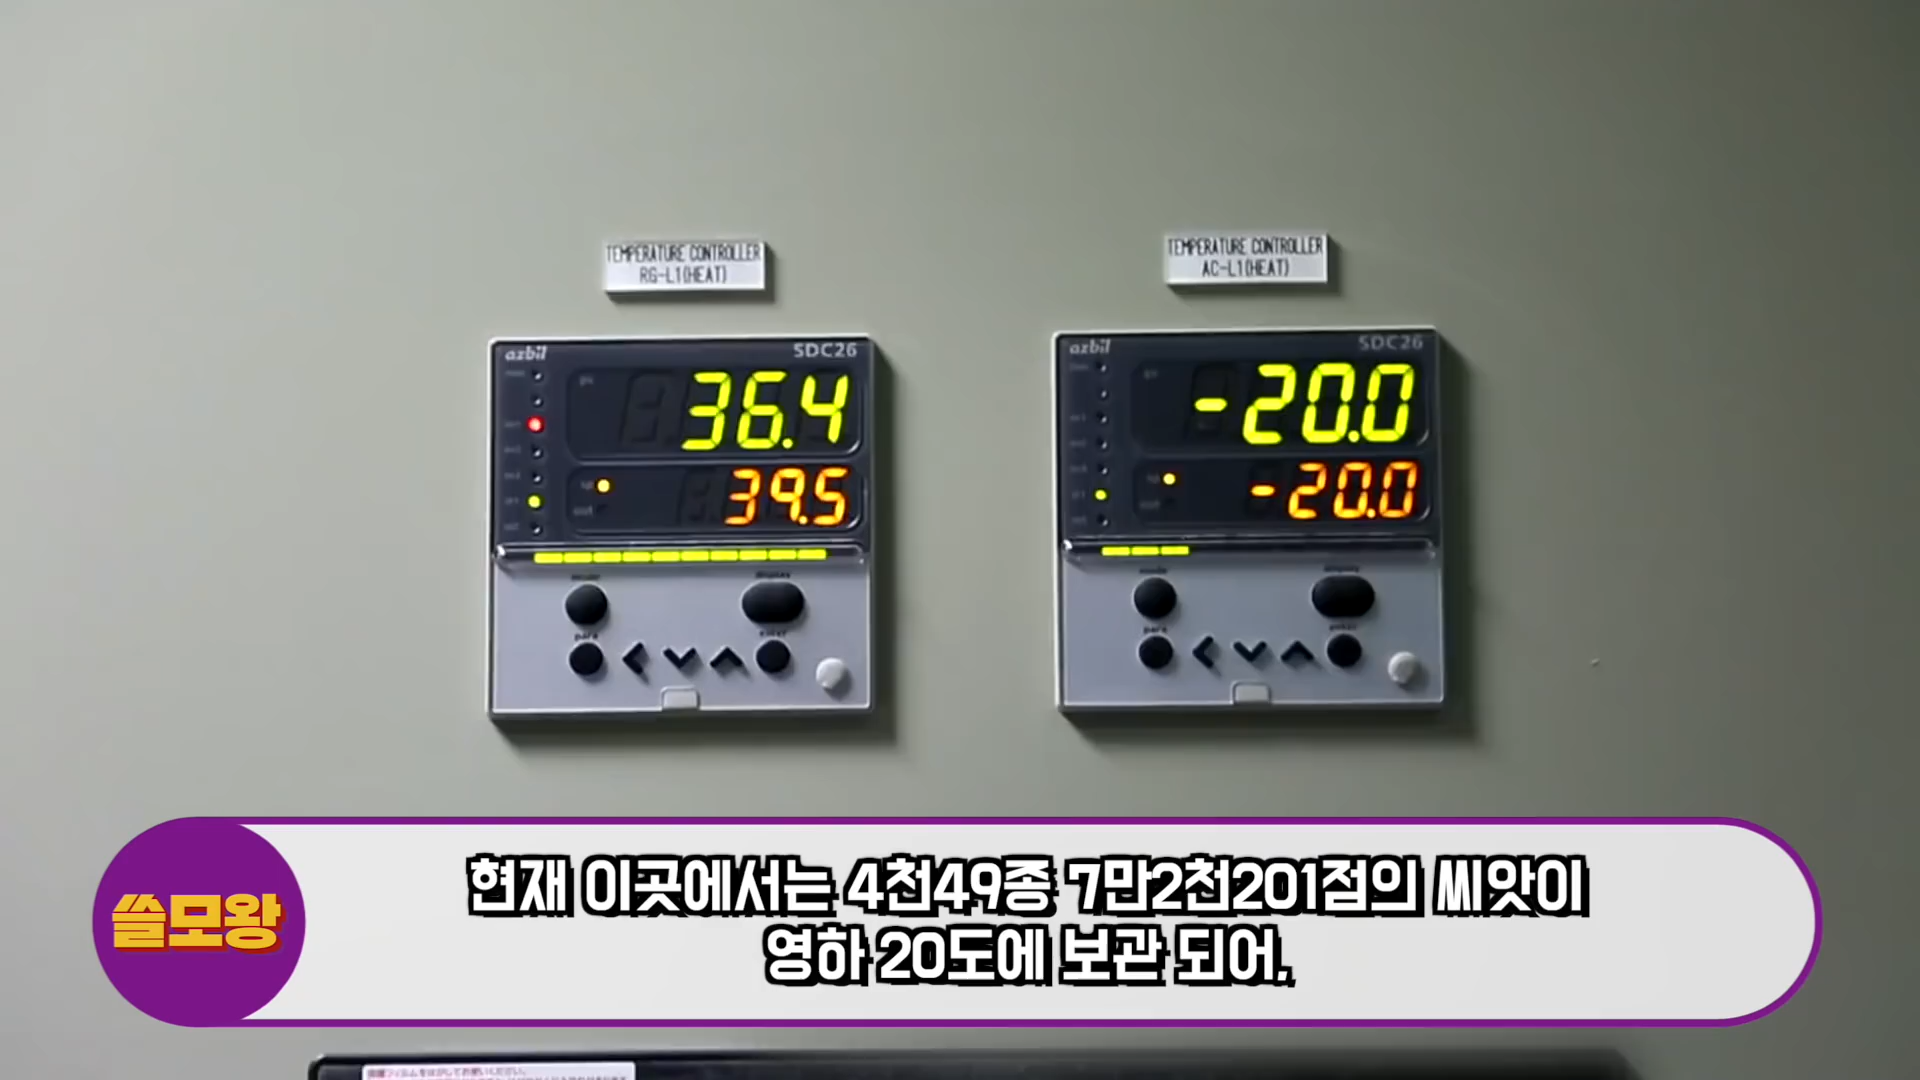 TEMPERATURE CONTROLLER
RG-L1(HEAT)
TEMPERATURE CONTROLLER
AC-L1(HEAT)
azbil SDC26
36.4
39.5
azbil SDC26
-20.0
-20.0
mode display
para enter
mode display
para enter
쓸모왕
현재 이곳에서는 4천49종 7만2천201점의 씨앗이
영하 20도에 보관 되어,